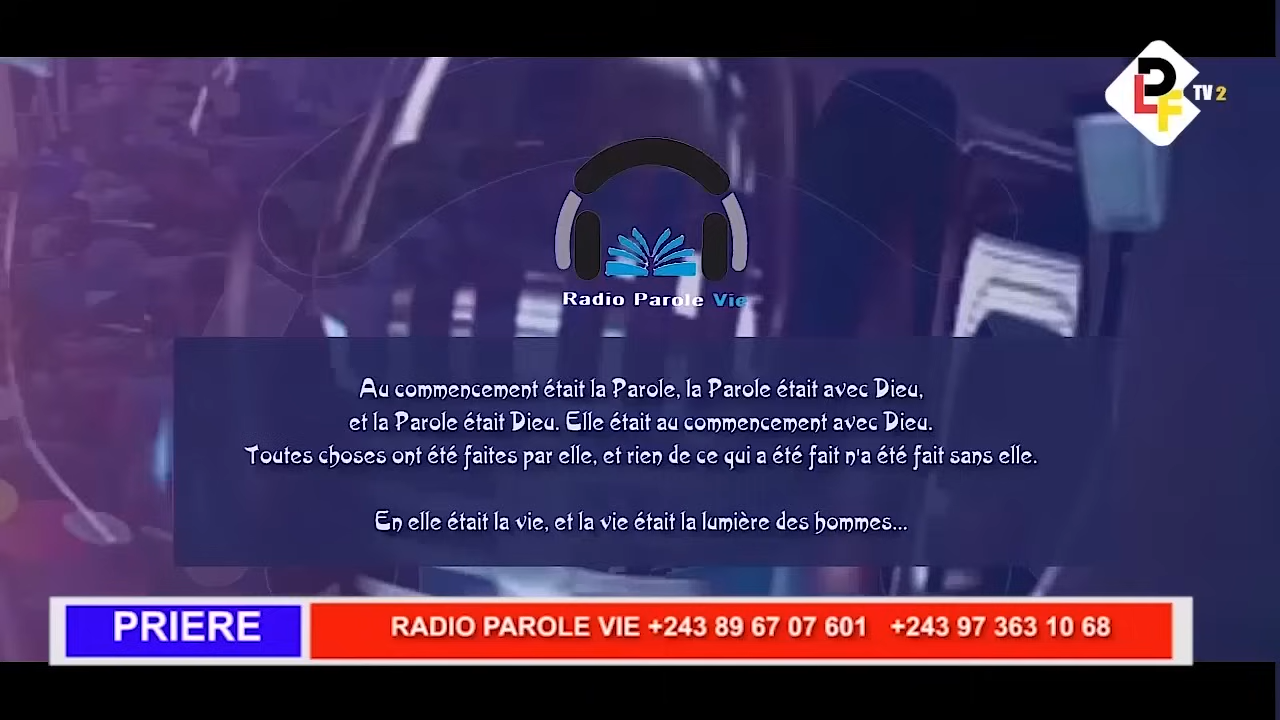 LDF TV 2
Radio Parole Vie
Au commencement était la Parole, la Parole était avec Dieu,
et la Parole était Dieu. Elle était au commencement avec Dieu.
Toutes choses ont été faites par elle, et rien de ce qui a été fait n'a été fait sans elle.
En elle était la vie, et la vie était la lumière des hommes...
PRIERE
RADIO PAROLE VIE +243 89 67 07 601 +243 97 363 10 68